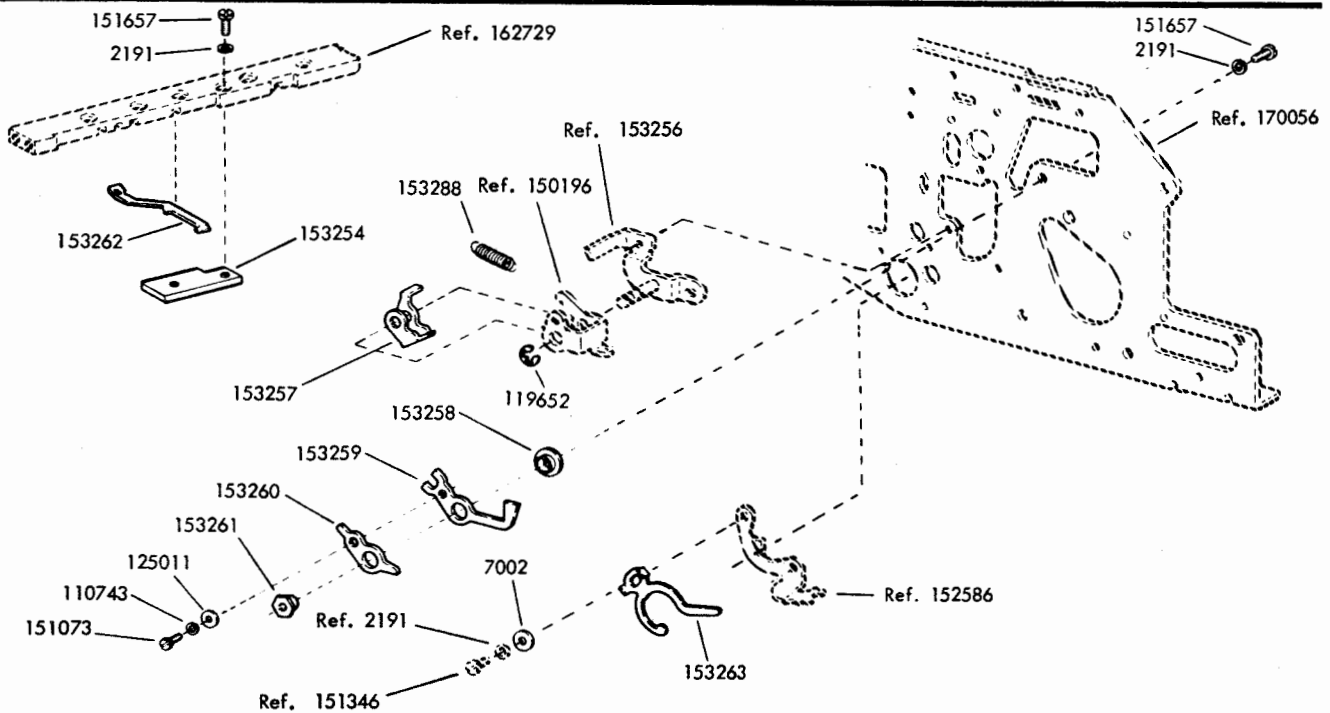 151657
2191
Ref. 162729
151657
2191
Ref. 170056
Ref. 153256
153288
Ref. 150196
153262
153254
153257
119652
153258
153259
153260
153261
125011
110743
151073
7002
Ref. 2191
Ref. 152586
153263
Ref. 151346